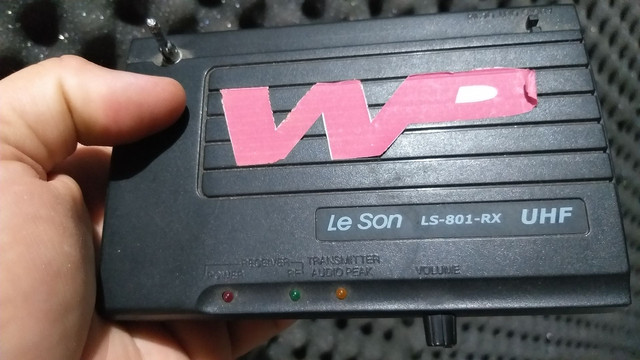 WP
Le Son LS-801-RX UHF
RECEIVER TRANSMITTER
POWER RF AUDIO PEAK VOLUME